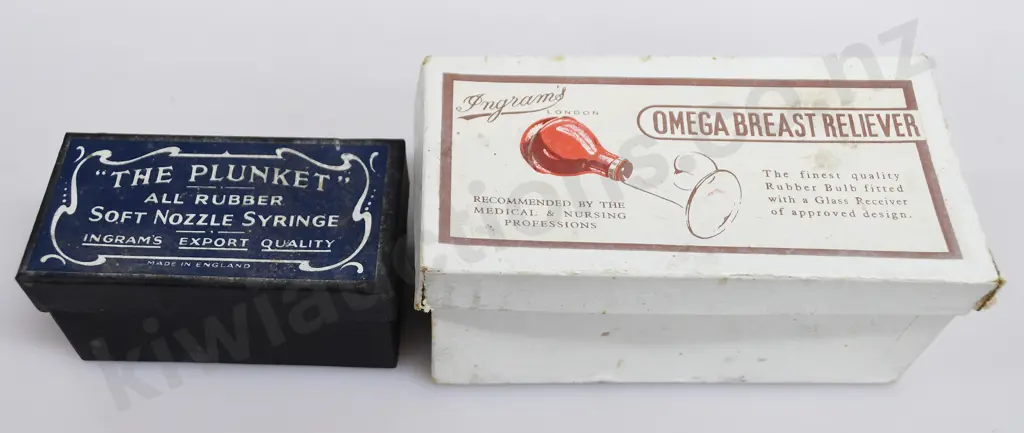 "THE PLUNKET"
ALL RUBBER
SOFT NOZZLE SYRINGE
INGRAM'S EXPORT QUALITY
MADE IN ENGLAND
Ingram's
LONDON
OMEGA BREAST RELIEVER
RECOMMENDED BY THE
MEDICAL & NURSING
PROFESSIONS
The finest quality
Rubber Bulb fitted
with a Glass Receiver
of approved design.
kiwiauctions.co.nz